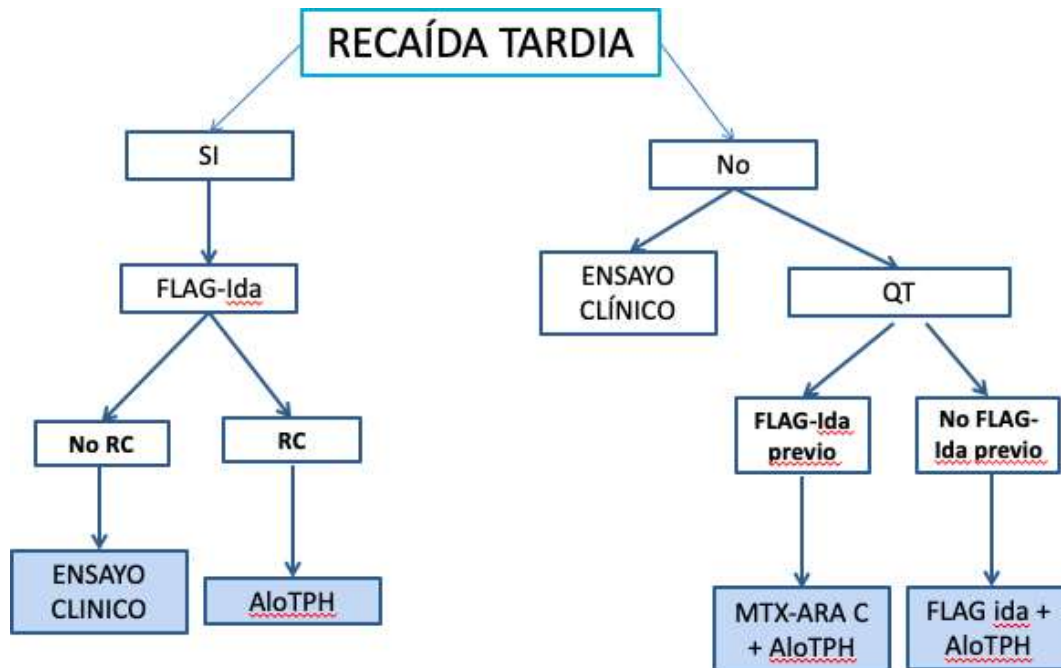 RECAÍDA TARDIA
SI
No
FLAG-Ida
ENSAYO
CLÍNICO
QT
No RC
RC
FLAG-Ida
previo
No FLAG-
Ida previo
ENSAYO
CLINICO
AloTPH
MTX-ARA C
+ AloTPH
FLAG ida +
AloTPH